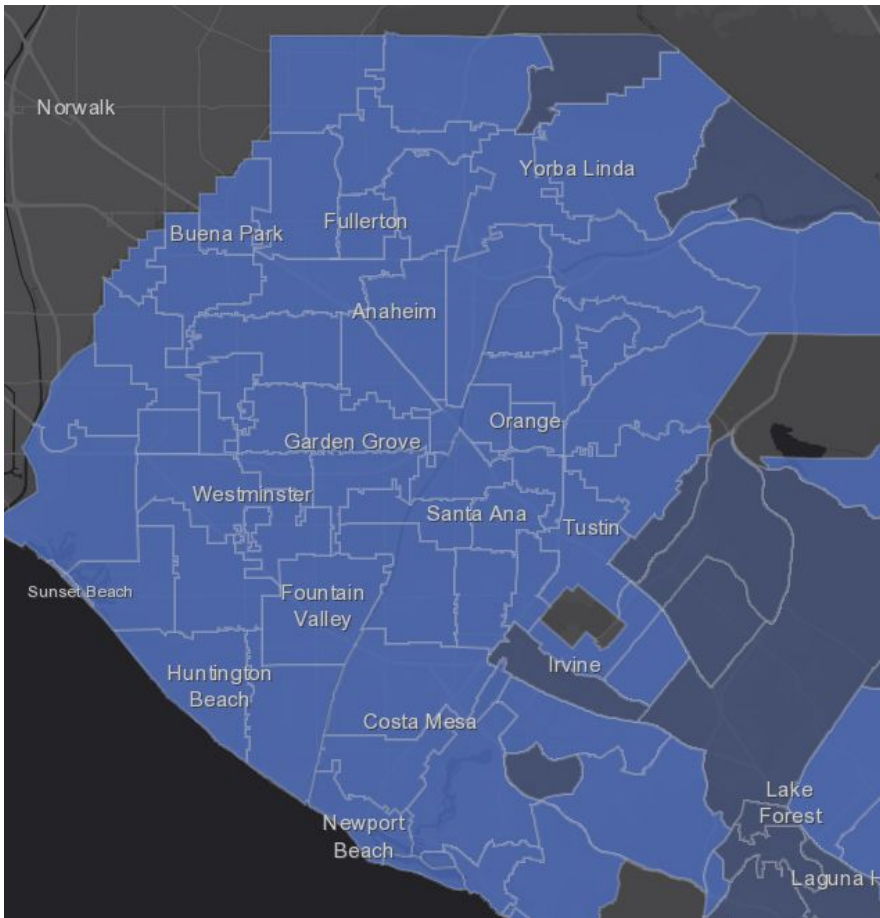 Norwalk
Yorba Linda
Fullerton
Buena Park
Anaheim
Orange
Garden Grove
Westminster
Santa Ana
Tustin
Sunset Beach
Fountain
Valley
Irvine
Huntington
Beach
Costa Mesa
Lake
Forest
Newport
Beach
Laguna H